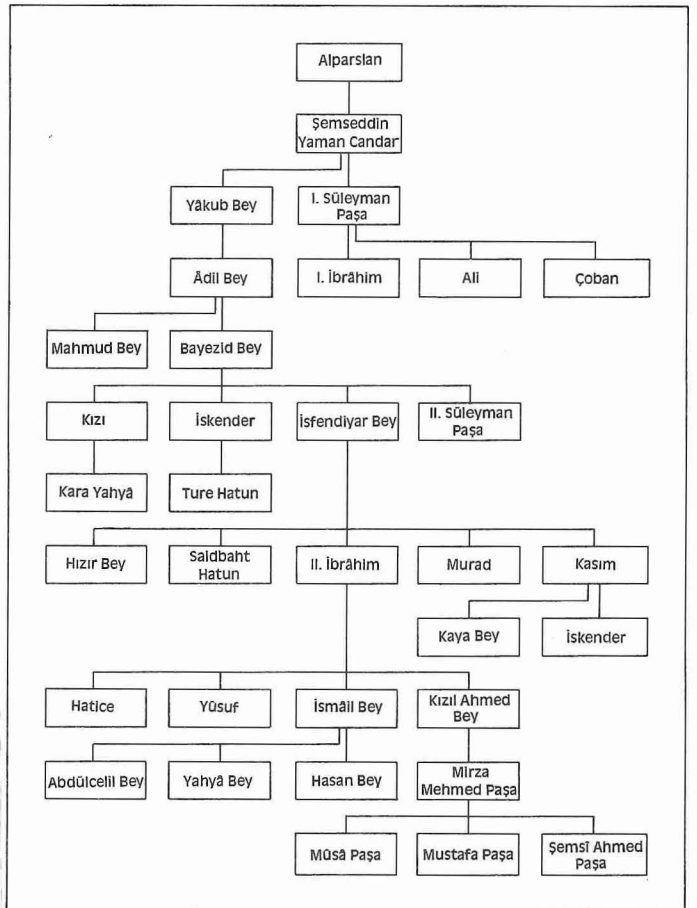 Alparslan
Şemseddin
Yaman Candar
Yâkub Bey
I. Süleyman
Paşa
Âdil Bey
I. İbrâhim
Ali
Çoban
Mahmud Bey
Bayezid Bey
Kızı
İskender
İsfendiyar Bey
II. Süleyman
Paşa
Kara Yahyâ
Ture Hatun
Hızır Bey
Saidbaht
Hatun
II. İbrâhim
Murad
Kasım
Kaya Bey
İskender
Hatice
Yûsuf
İsmâil Bey
Kızıl Ahmed
Bey
Abdülcelil Bey
Yahyâ Bey
Hasan Bey
Mirza
Mehmed Paşa
Mûsâ Paşa
Mustafa Paşa
Şemsî Ahmed
Paşa